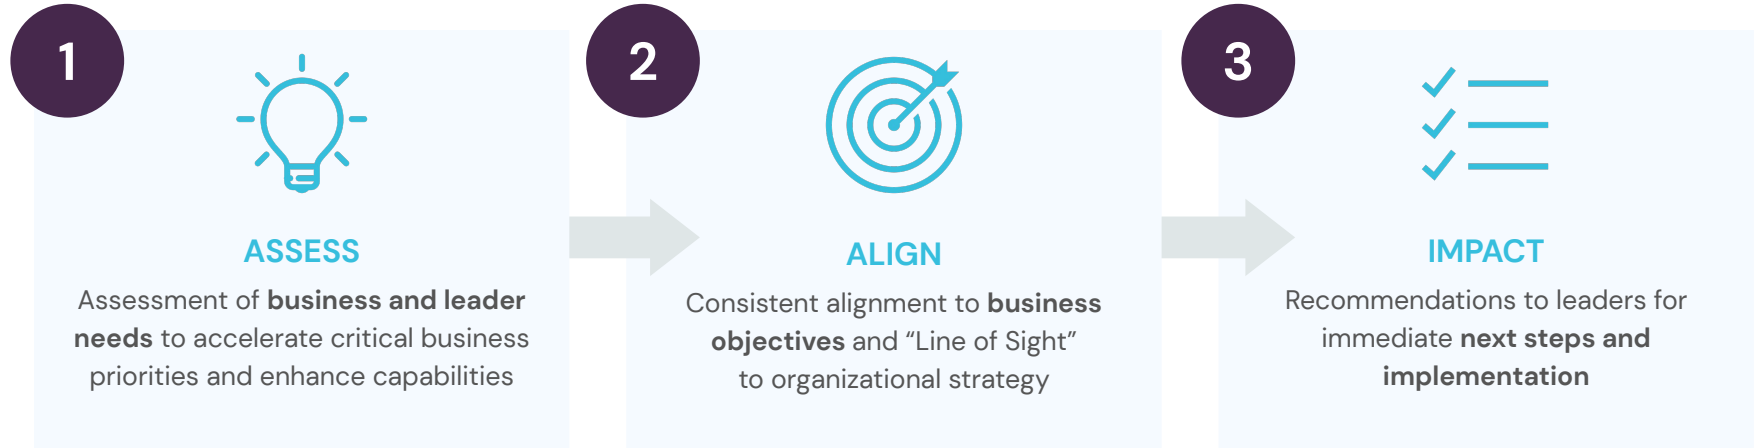 1
ASSESS
Assessment of business and leader
needs to accelerate critical business
priorities and enhance capabilities
2
ALIGN
Consistent alignment to business
objectives and “Line of Sight”
to organizational strategy
3
IMPACT
Recommendations to leaders for
immediate next steps and
implementation